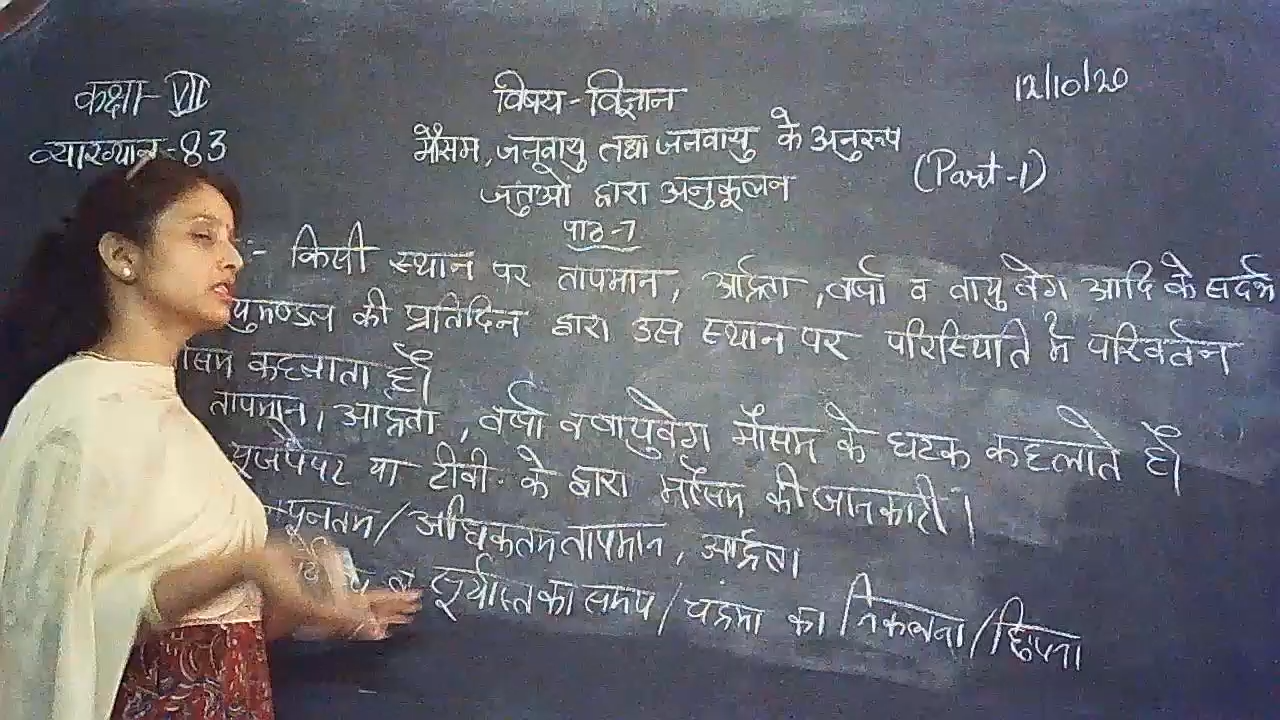 कक्षा-VII
विषय-विज्ञान
12/10/20
व्याख्यान-83
मौसम, जलवायु तथा जलवायु के अनुरूप
(Part-1)
जंतुओं द्वारा अनुकूलन
पाठ-7
:- किसी स्थान पर तापमान, आर्द्रता, वर्षा व वायु वेग आदि के संदर्भ
युमण्डल की प्रतिदिन द्वारा उस स्थान पर परिस्थिति में परिवर्तन
सम कहलाता है।
तापमान, आर्द्रता, वर्षा व वायुवेग मौसम के घटक कहलाते हैं।
यूजपेपर या टीवी. के द्वारा मौसम की जानकारी।
न्यूनतम/अधिकतम तापमान, आर्द्रता
व सूर्यास्त का समय/चंद्रमा का निकलना/छिपना